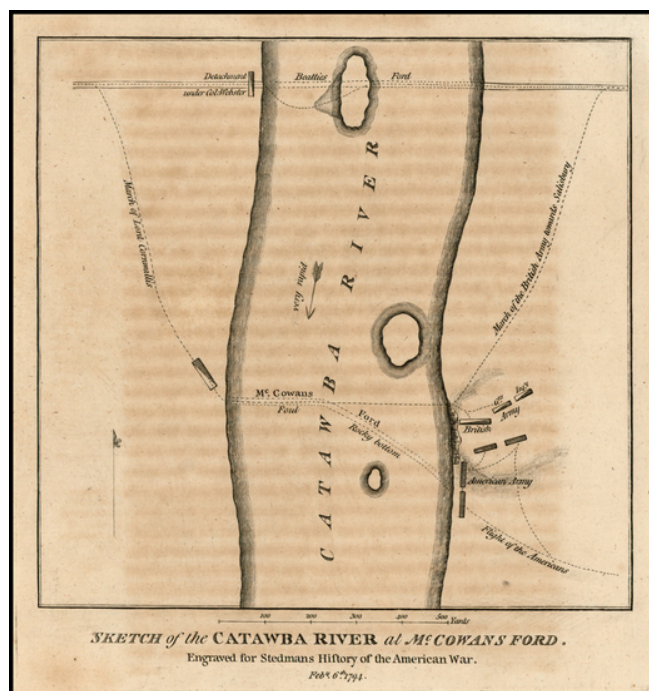 Detachment
under Col. Webster
Beatties Ford
March of Lord Cornwallis
March of the British Army towards Salisbury
very rapid
CATAWBA RIVER
Mc. Cowans
Foul
Ford
Rocky bottom
British
Army
American Army
Flight of the Americans
100 200 300 400 500 Yards
SKETCH of the CATAWBA RIVER at Mc. COWANS FORD.
Engraved for Stedmans History of the American War.
Feby. 6th. 1794.